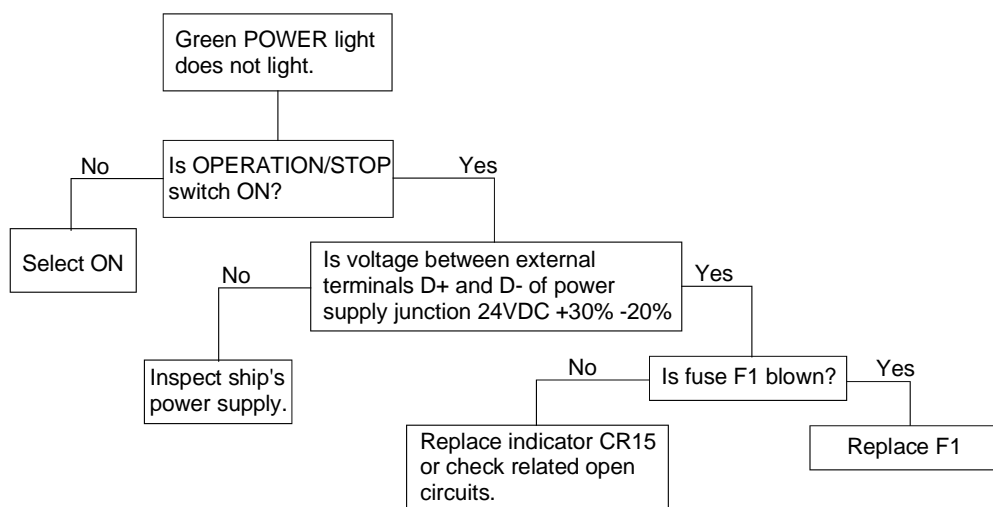 Green POWER light
does not light.
No
Is OPERATION/STOP
switch ON?
Yes
Select ON
No
Is voltage between external
terminals D+ and D- of power
supply junction 24VDC +30% -20%
Yes
Inspect ship's
power supply.
No
Is fuse F1 blown?
Yes
Replace indicator CR15
or check related open
circuits.
Replace F1